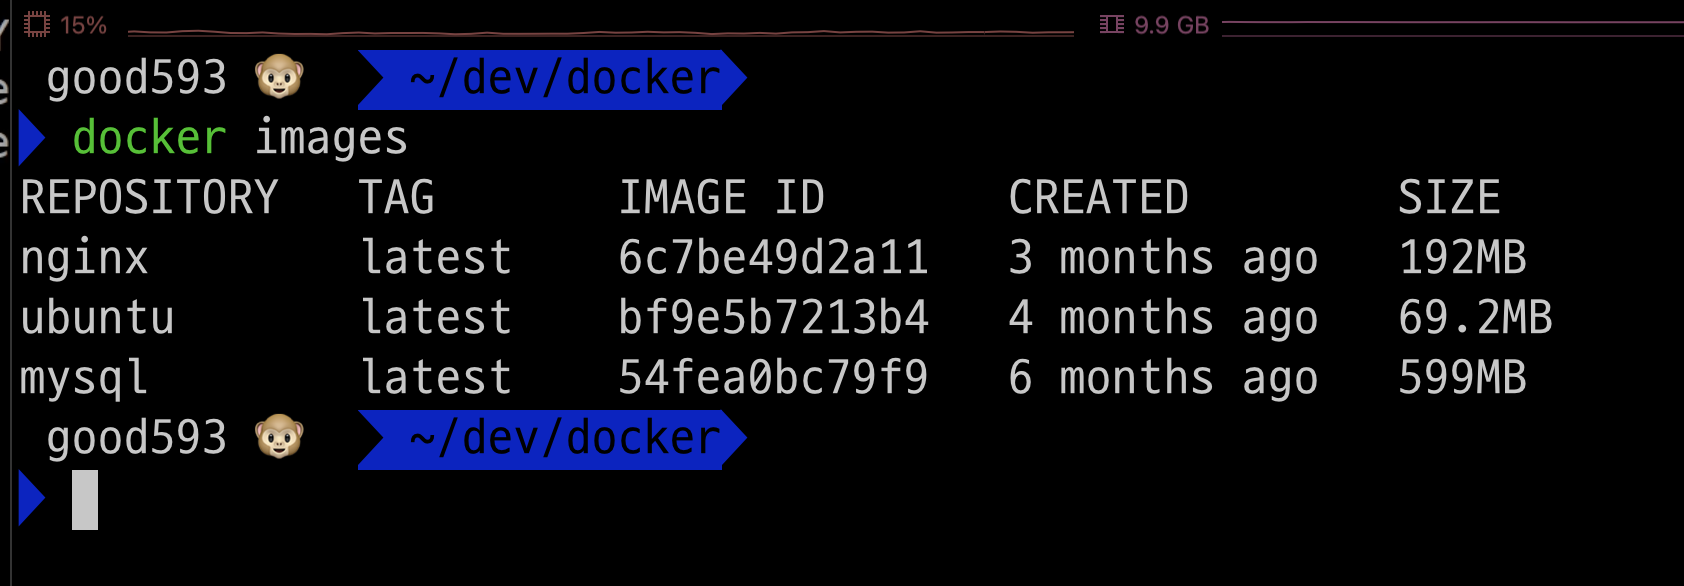 15% 9.9 GB
good593 🐵 ~/dev/docker
docker images
REPOSITORY TAG IMAGE ID CREATED SIZE
nginx latest 6c7be49d2a11 3 months ago 192MB
ubuntu latest bf9e5b7213b4 4 months ago 69.2MB
mysql latest 54fea0bc79f9 6 months ago 599MB
good593 🐵 ~/dev/docker